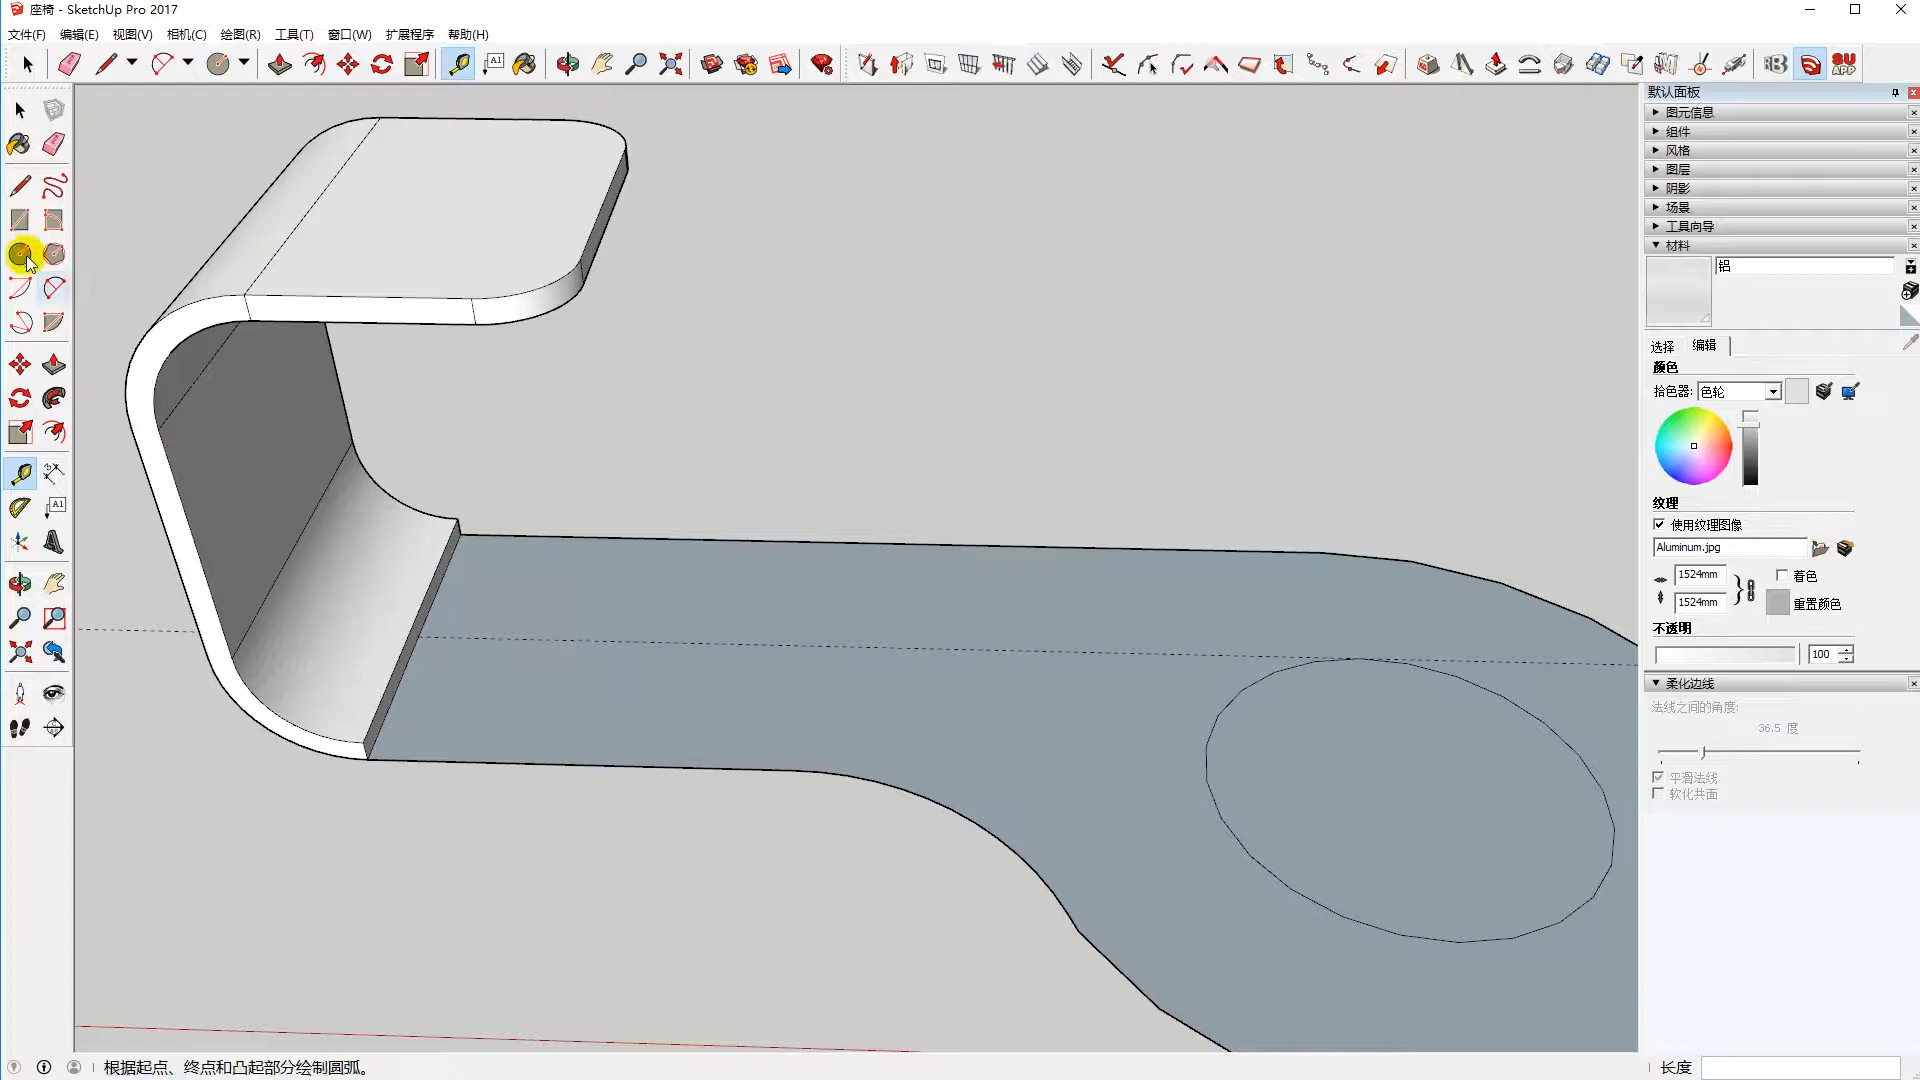 座椅 - SketchUp Pro 2017
文件(F) 编辑(E) 视图(V) 相机(C) 绘图(R) 工具(T) 窗口(W) 扩展程序 帮助(H)
A1
SU
APP
默认面板
图元信息
组件
风格
图层
阴影
场景
工具向导
材料
铝
选择 编辑
颜色
拾色器: 色轮
纹理
使用纹理图像
Aluminum.jpg
1524mm
着色
1524mm
重置颜色
不透明
100
柔化边线
法线之间的角度:
36.5 度
平滑法线
软化共面
A1
根据起点、终点和凸起部分绘制圆弧。
长度